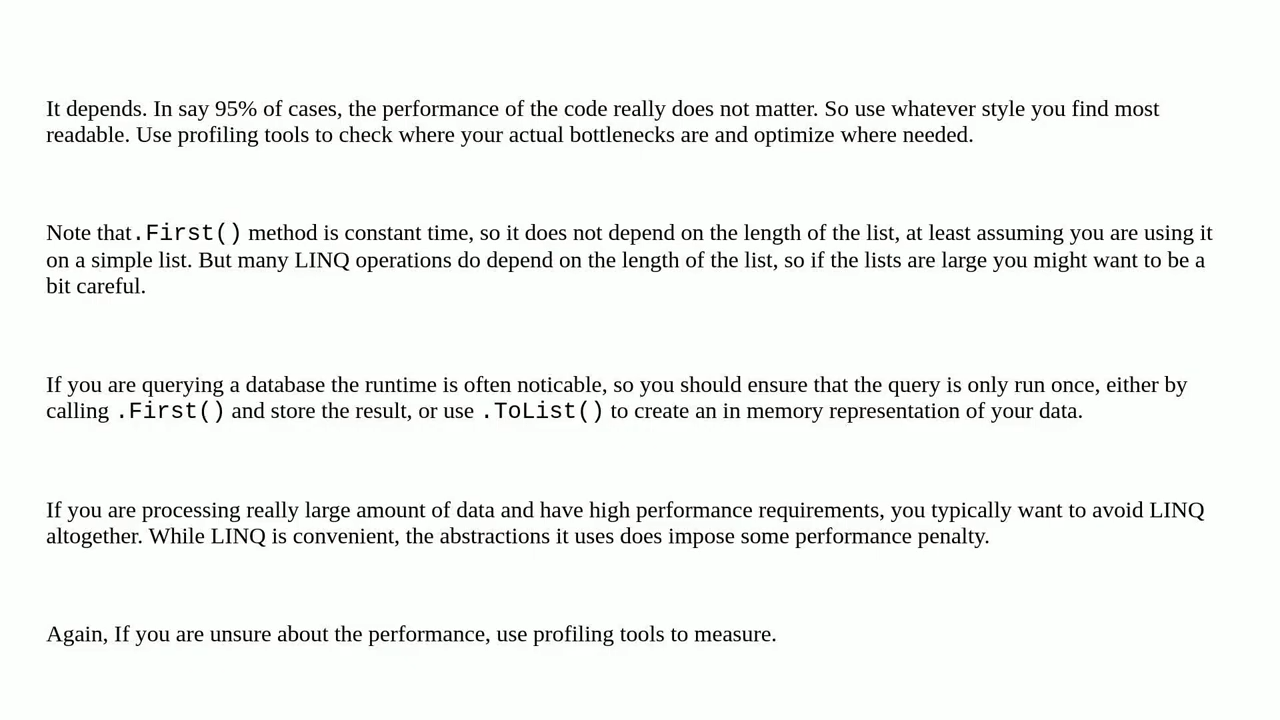 It depends. In say 95% of cases, the performance of the code really does not matter. So use whatever style you find most
readable. Use profiling tools to check where your actual bottlenecks are and optimize where needed.
Note that .First() method is constant time, so it does not depend on the length of the list, at least assuming you are using it
on a simple list. But many LINQ operations do depend on the length of the list, so if the lists are large you might want to be a
bit careful.
If you are querying a database the runtime is often noticable, so you should ensure that the query is only run once, either by
calling .First() and store the result, or use .ToList() to create an in memory representation of your data.
If you are processing really large amount of data and have high performance requirements, you typically want to avoid LINQ
altogether. While LINQ is convenient, the abstractions it uses does impose some performance penalty.
Again, If you are unsure about the performance, use profiling tools to measure.